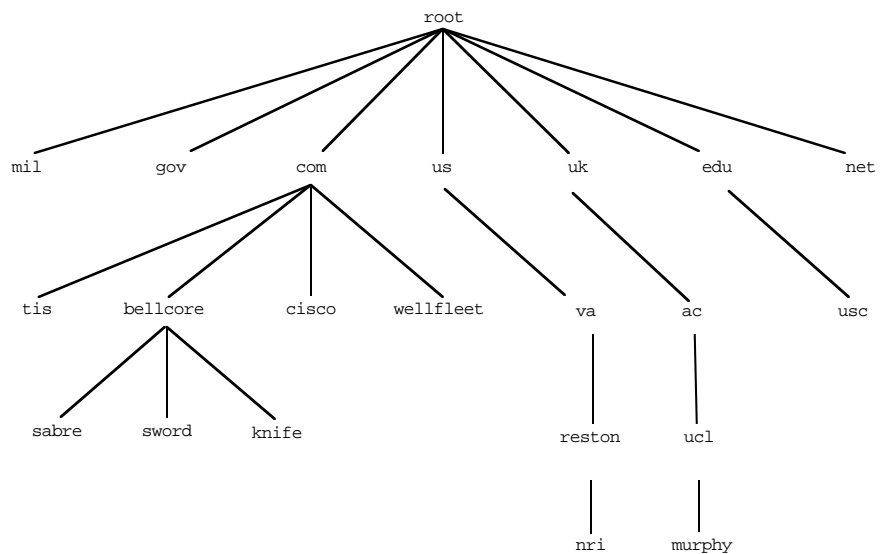 root
mil gov com us uk edu net
tis bellcore cisco wellfleet va ac usc
sabre sword knife reston ucl
nri murphy